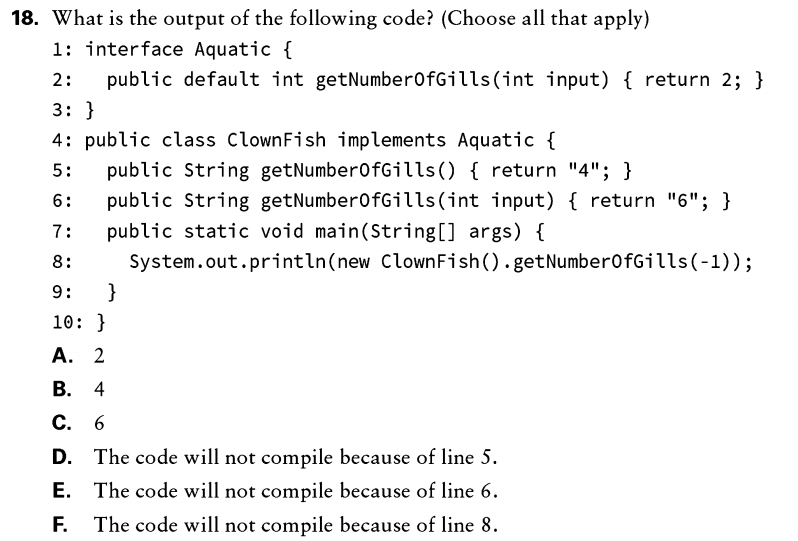 18. What is the output of the following code? (Choose all that apply)
1: interface Aquatic {
2:   public default int getNumberOfGills(int input) { return 2; }
3: }
4: public class ClownFish implements Aquatic {
5:   public String getNumberOfGills() { return "4"; }
6:   public String getNumberOfGills(int input) { return "6"; }
7:   public static void main(String[] args) {
8:     System.out.println(new ClownFish().getNumberOfGills(-1));
9:   }
10: }
A. 2
B. 4
C. 6
D. The code will not compile because of line 5.
E. The code will not compile because of line 6.
F. The code will not compile because of line 8.